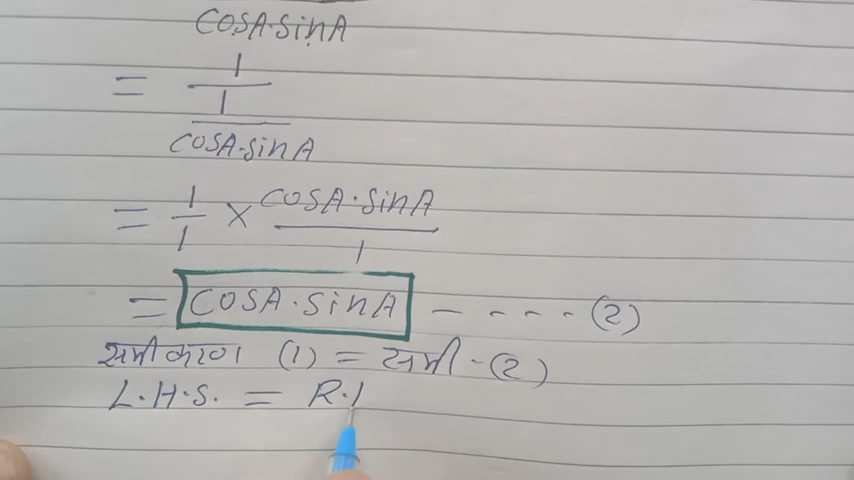 COSA·sinA
= 1
1
COSA·sinA
= 1/1 × COSA·sinA/1
= COSA·sinA - - - - - (2)
समीकरण (1) = समी-(2)
L.H.S. = R.I